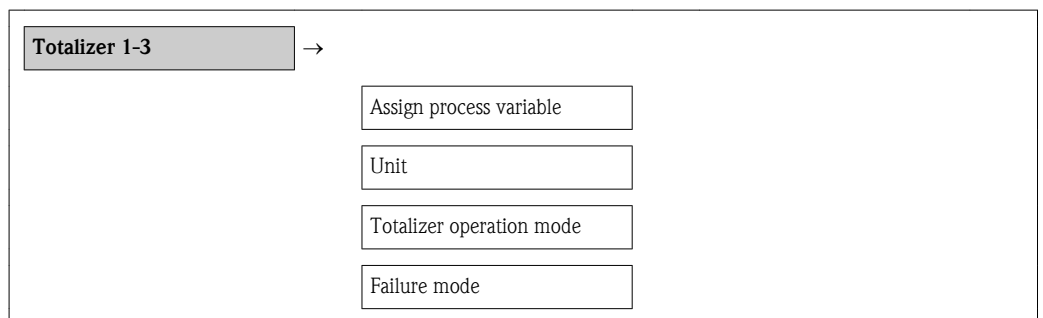 Totalizer 1-3 →
Assign process variable
Unit
Totalizer operation mode
Failure mode